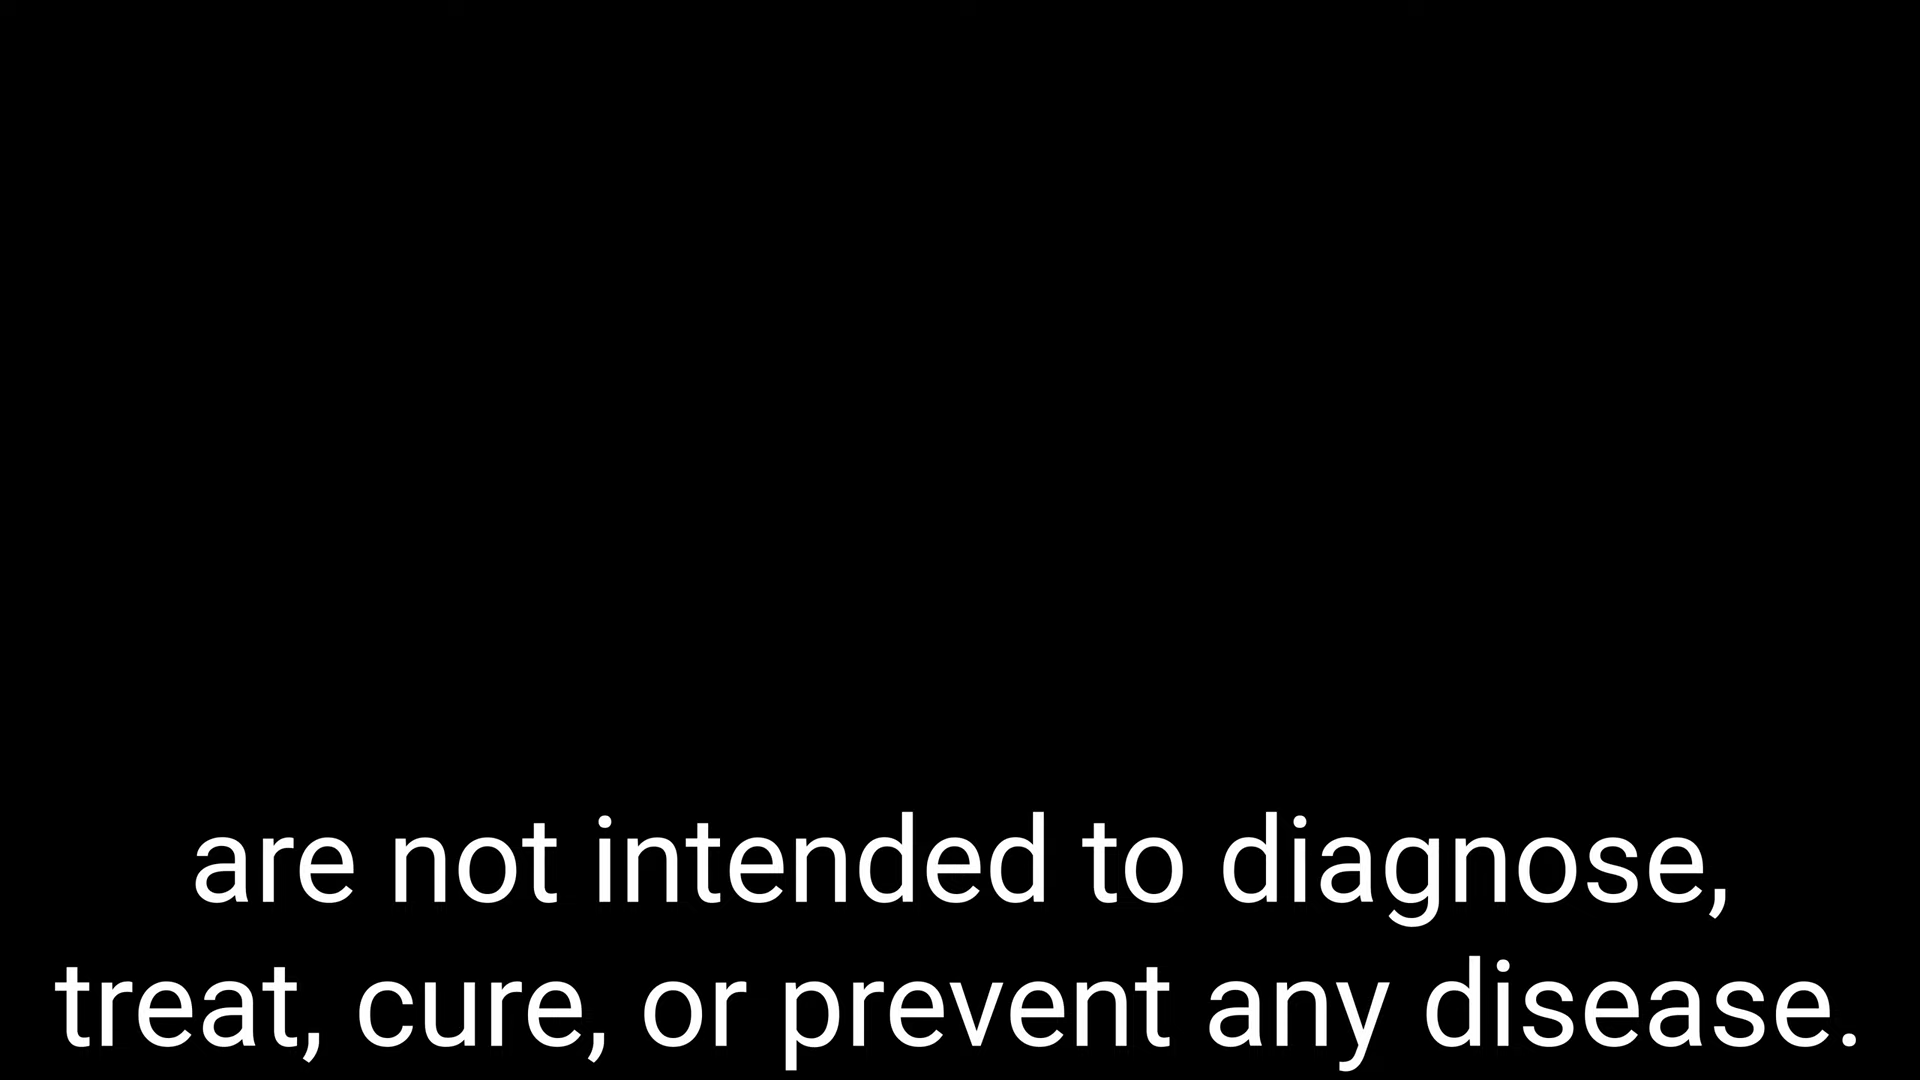 are not intended to diagnose,
treat, cure, or prevent any disease.